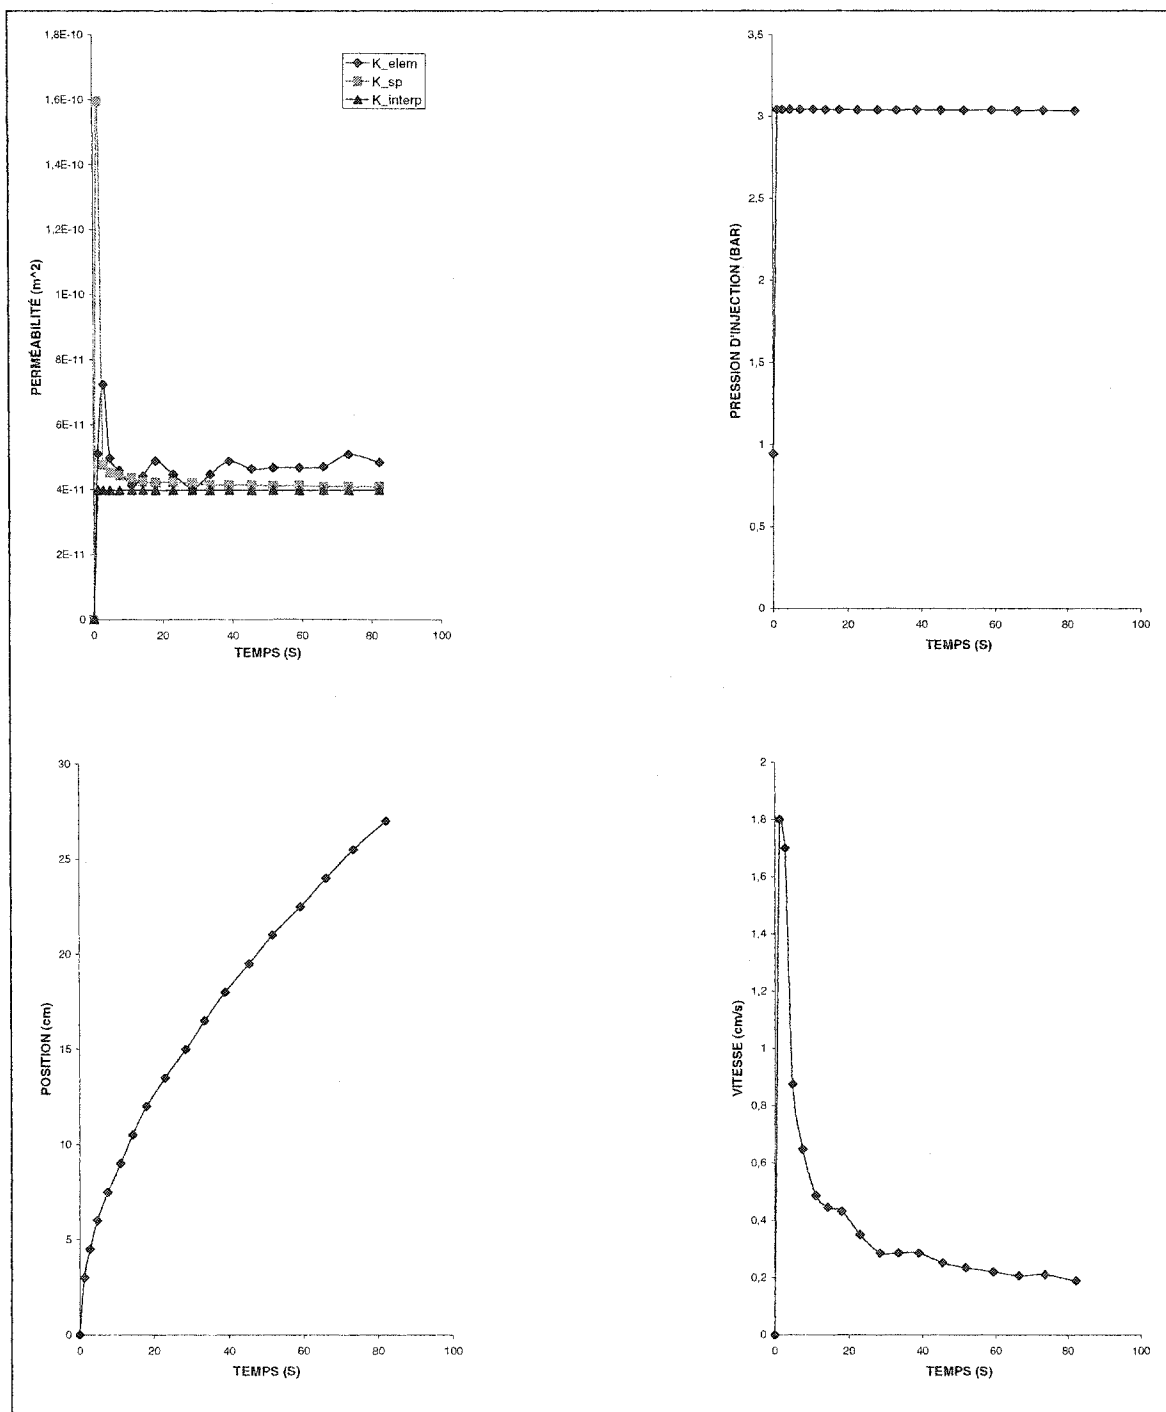 1,8E-10
1,6E-10
1,4E-10
1,2E-10
1E-10
8E-11
6E-11
4E-11
2E-11
0
PERMÉABILITÉ (m^2)
K_elem
K_sp
K_interp
0 20 40 60 80 100
TEMPS (S)
3,5
3
2,5
2
1,5
1
0,5
0
PRESSION D'INJECTION (BAR)
0 20 40 60 80 100
TEMPS (S)
30
25
20
15
10
5
0
POSITION (cm)
0 20 40 60 80 100
TEMPS (S)
2
1,8
1,6
1,4
1,2
1
0,8
0,6
0,4
0,2
0
VITESSE (cm/s)
0 20 40 60 80 100
TEMPS (S)